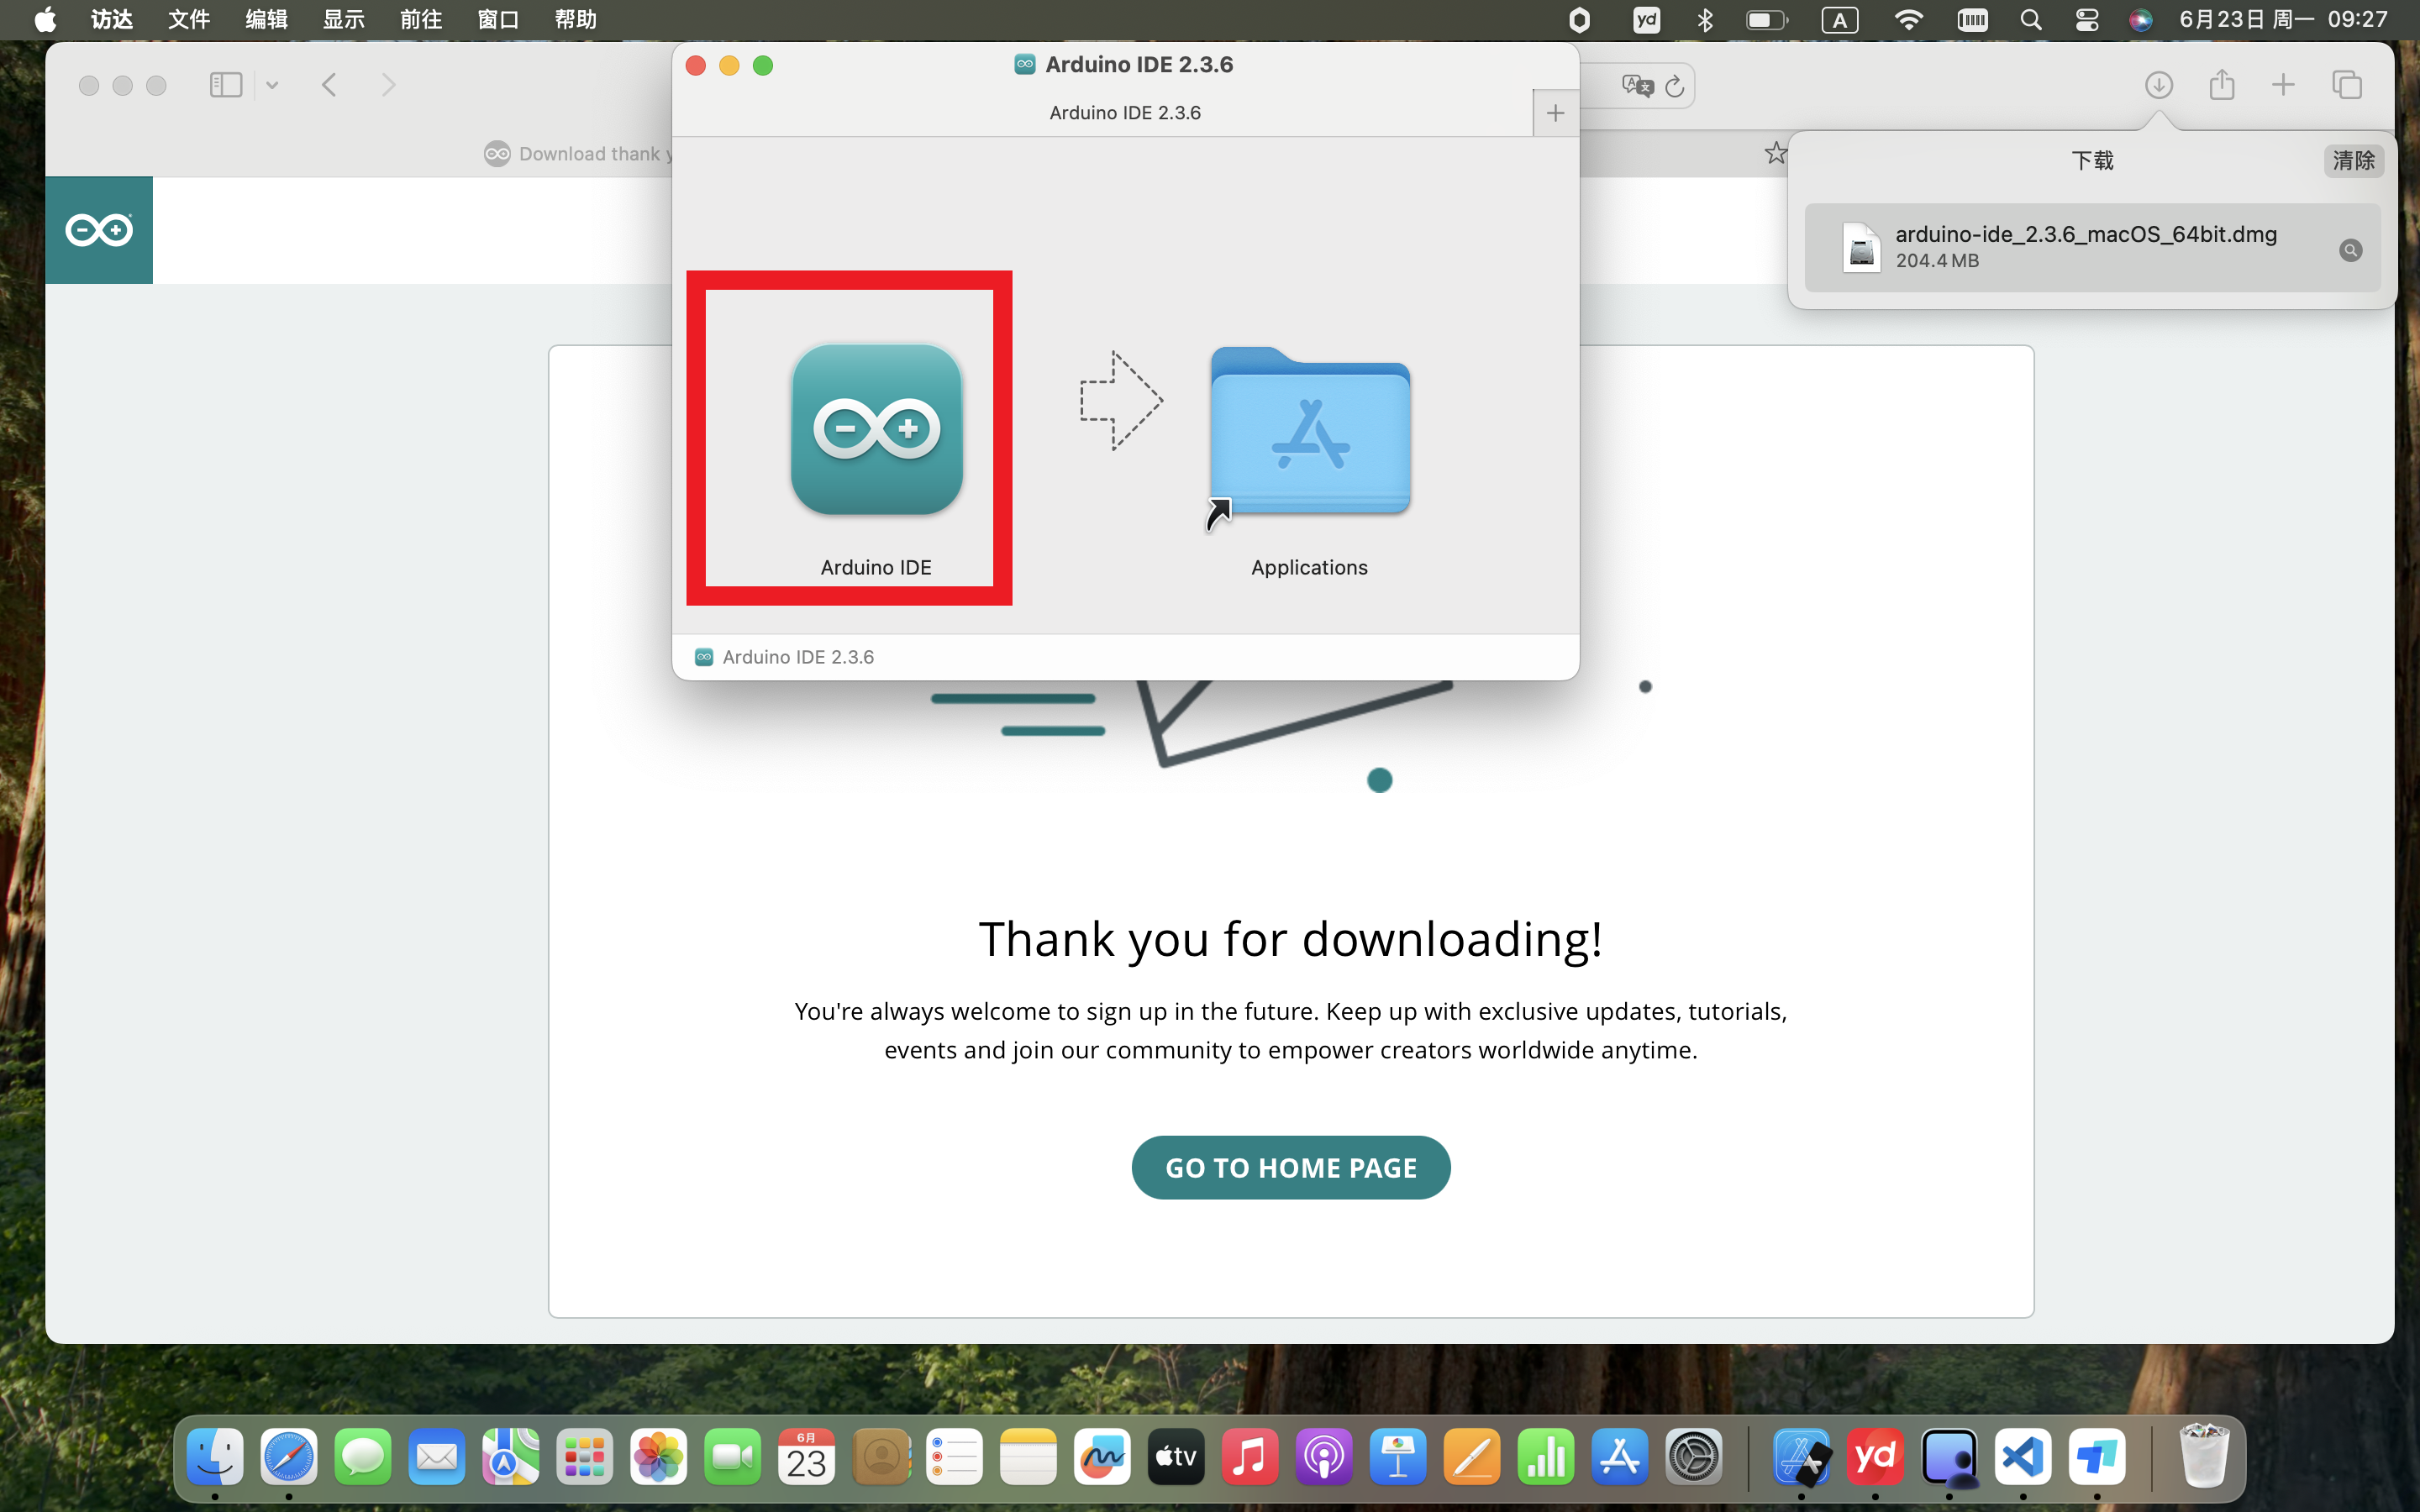 访达 文件 编辑 显示 前往 窗口 帮助 yd A 6月23日 周一 09:27
Arduino IDE 2.3.6
Arduino IDE 2.3.6
Download thank y
下载 清除
arduino-ide_2.3.6_macOS_64bit.dmg
204.4 MB
Arduino IDE
Applications
Arduino IDE 2.3.6
Thank you for downloading!
You're always welcome to sign up in the future. Keep up with exclusive updates, tutorials,
events and join our community to empower creators worldwide anytime.
GO TO HOME PAGE
6月
23
tv
yd